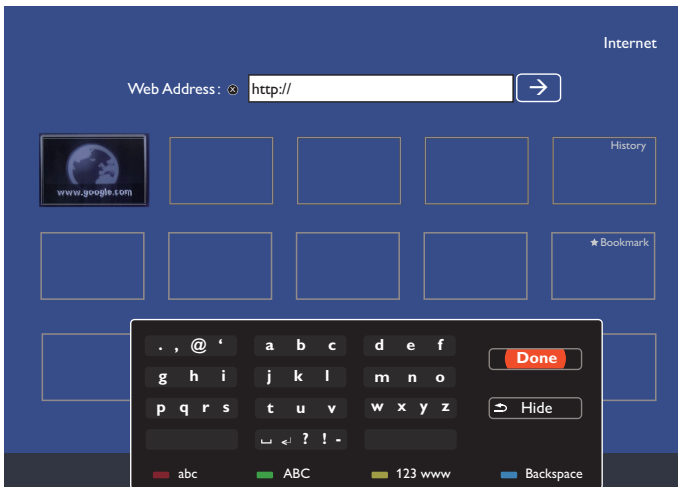 Internet
Web Address : ⊗ http:// →
www.google.com
History
★ Bookmark
. , @ ‘ a b c d e f
Done
g h i j k l m n o
p q r s t u v w x y z
Hide
␣ ↵ ? ! -
abc ABC 123 www Backspace